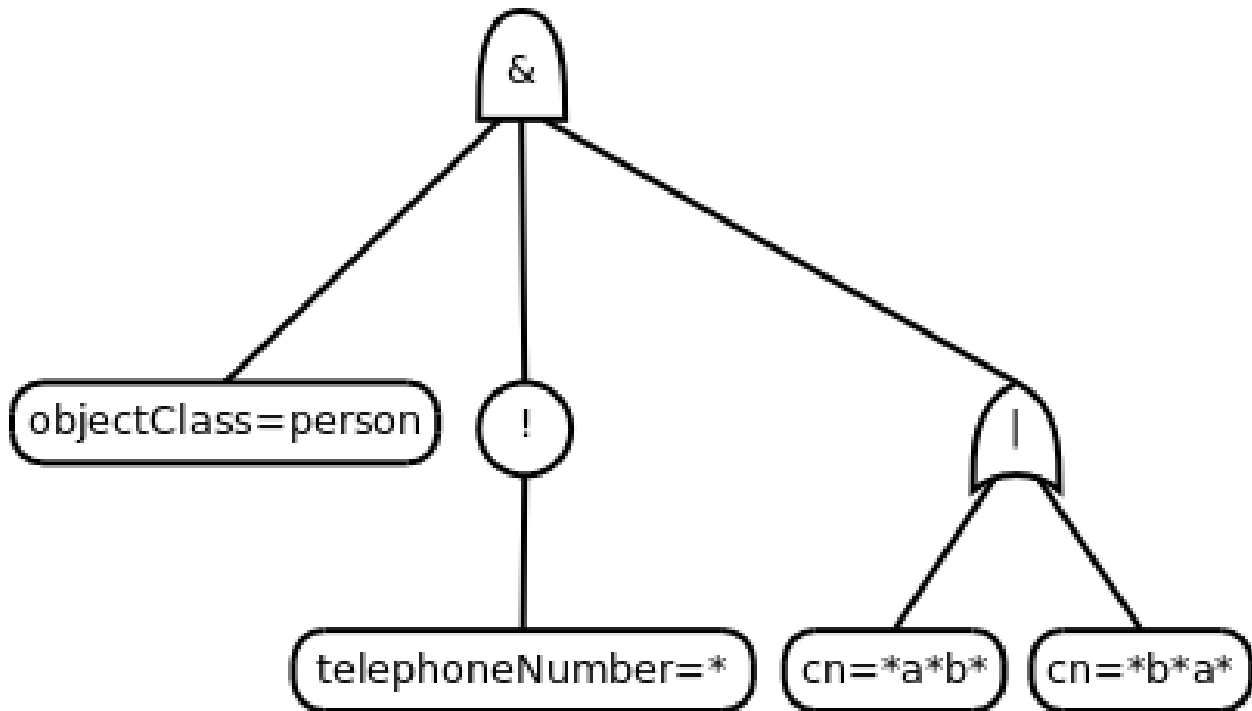 &
objectClass=person
!
|
telephoneNumber=*
cn=*a*b*
cn=*b*a*